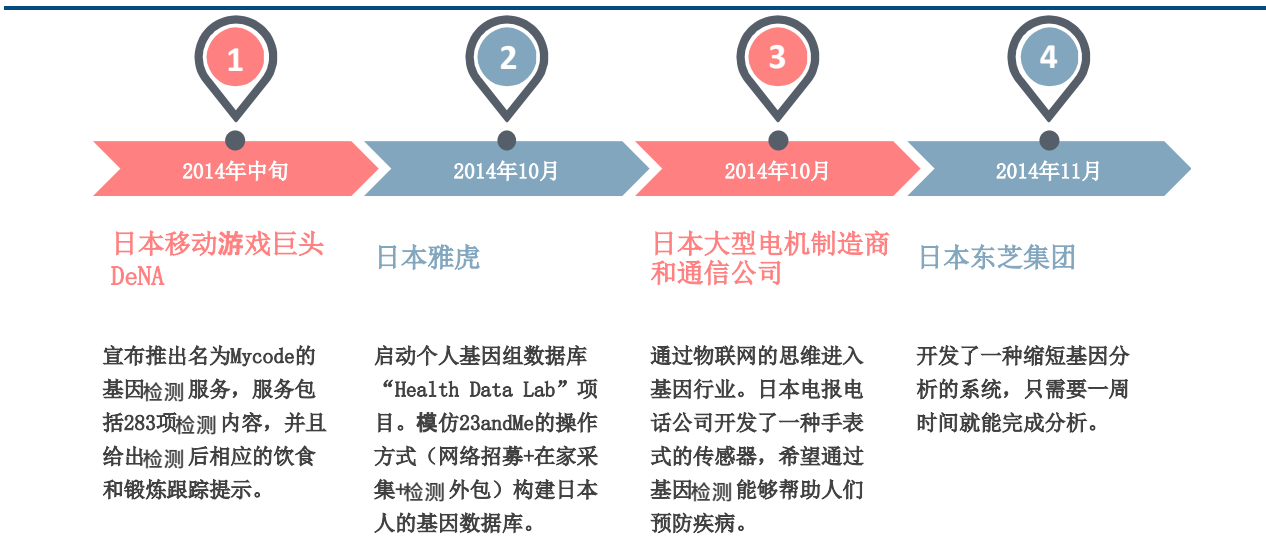 1
2
3
4
2014年中旬
2014年10月
2014年10月
2014年11月
日本移动游戏巨头
DeNA
日本雅虎
日本大型电机制造商
和通信公司
日本东芝集团
宣布推出名为Mycode的
基因检测服务，服务包
括283项检测内容，并且
给出检测后相应的饮食
和锻炼跟踪提示。
启动个人基因组数据库
“Health Data Lab”项
目。模仿23andMe的操作
方式（网络招募+在家采
集+检测外包）构建日本
人的基因数据库。
通过物联网的思维进入
基因行业。日本电报电
话公司开发了一种手表
式的传感器，希望通过
基因检测能够帮助人们
预防疾病。
开发了一种缩短基因分
析的系统，只需要一周
时间就能完成分析。